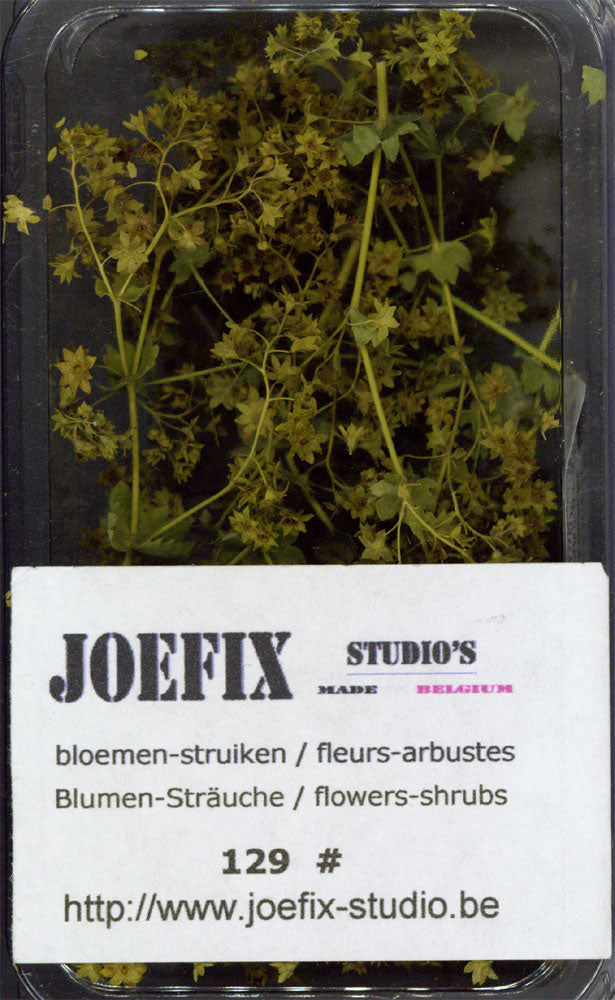 JOEFIX STUDIO'S
MADE BELGIUM
bloemen-struiken / fleurs-arbustes
Blumen-Sträuche / flowers-shrubs
129 #
http://www.joefix-studio.be